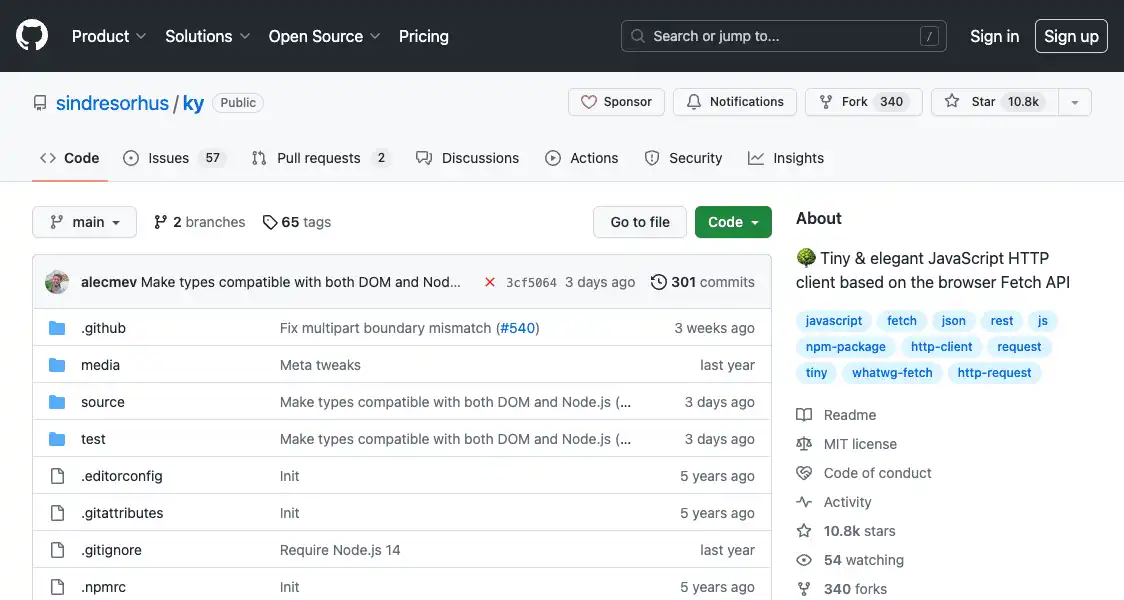 Product Solutions Open Source Pricing Search or jump to... / Sign in Sign up
sindresorhus / ky Public Sponsor Notifications Fork 340 Star 10.8k
Code Issues 57 Pull requests 2 Discussions Actions Security Insights
main 2 branches 65 tags Go to file Code
alecmev Make types compatible with both DOM and Nod... 3cf5064 3 days ago 301 commits
.github Fix multipart boundary mismatch (#540) 3 weeks ago
media Meta tweaks last year
source Make types compatible with both DOM and Node.js (... 3 days ago
test Make types compatible with both DOM and Node.js (... 3 days ago
.editorconfig Init 5 years ago
.gitattributes Init 5 years ago
.gitignore Require Node.js 14 last year
.npmrc Init 5 years ago
About
Tiny & elegant JavaScript HTTP
client based on the browser Fetch API
javascript fetch json rest js
npm-package http-client request
tiny whatwg-fetch http-request
Readme
MIT license
Code of conduct
Activity
10.8k stars
54 watching
340 forks